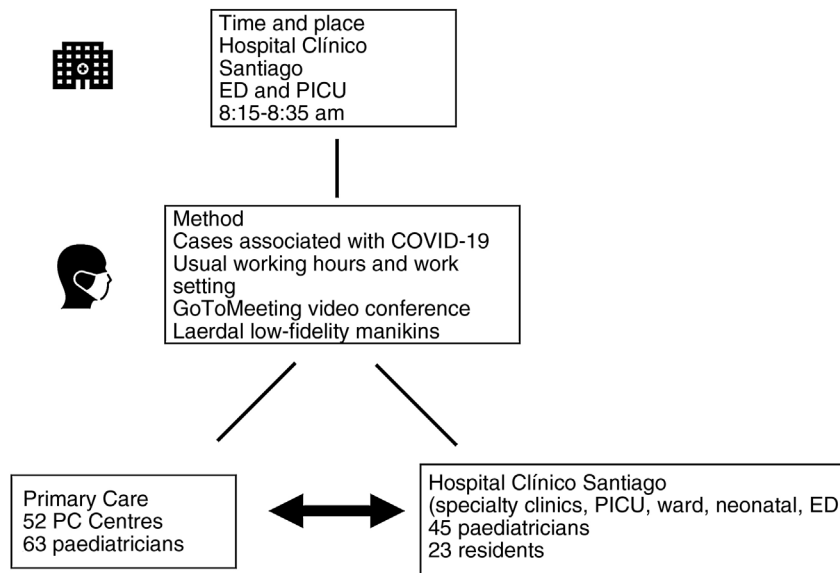 Time and place
Hospital Clínico
Santiago
ED and PICU
8:15-8:35 am
Method
Cases associated with COVID-19
Usual working hours and work
setting
GoToMeeting video conference
Laerdal low-fidelity manikins
Primary Care
52 PC Centres
63 paediatricians
Hospital Clínico Santiago
(specialty clinics, PICU, ward, neonatal, ED
45 paediatricians
23 residents